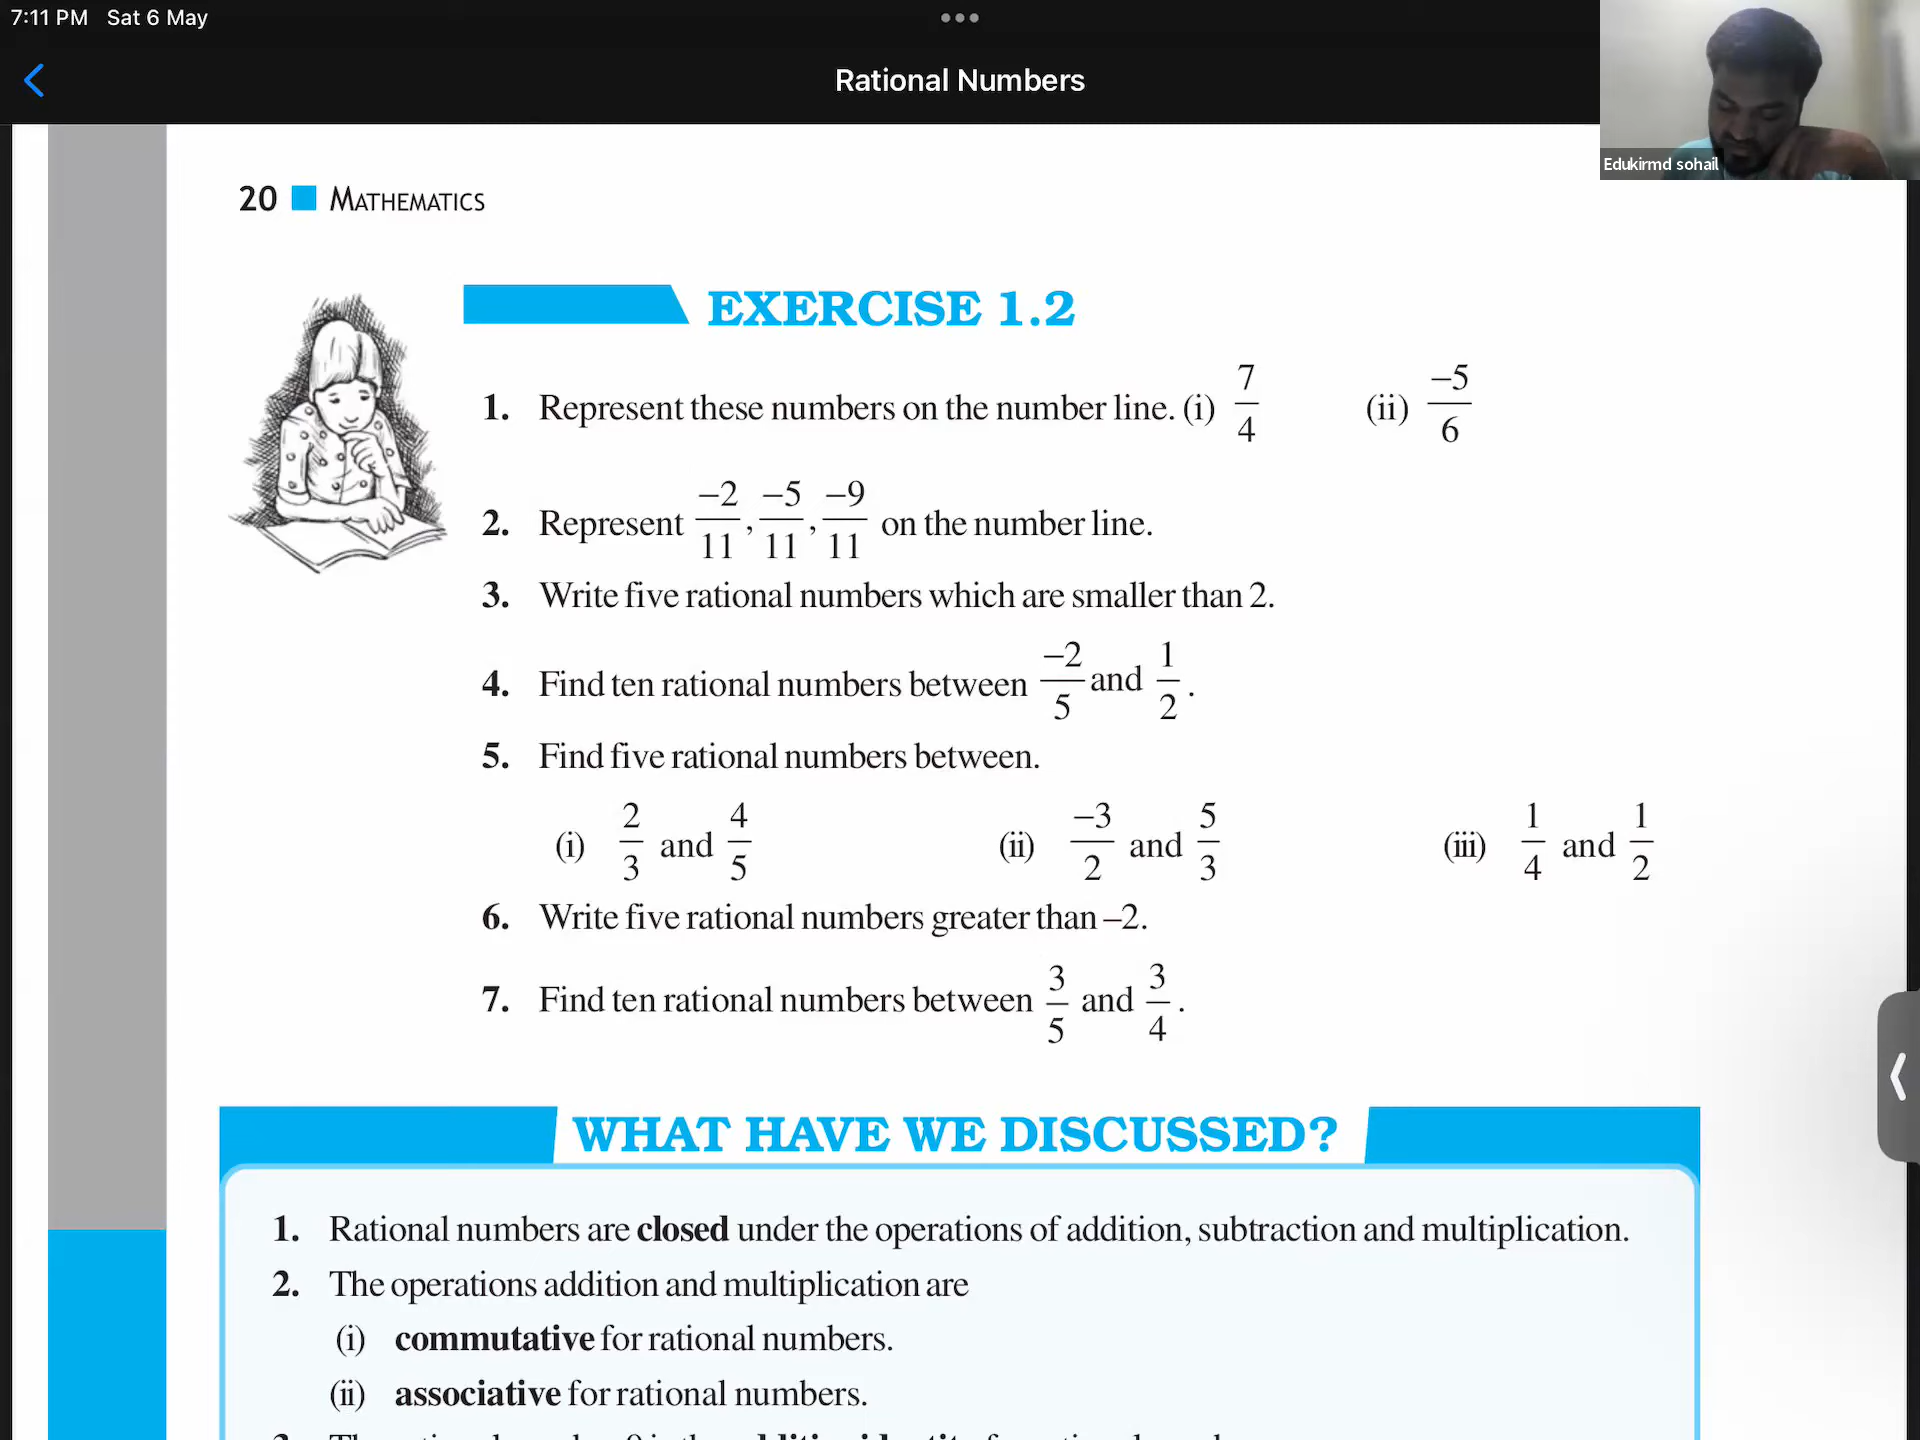 7:11 PM Sat 6 May
Rational Numbers
Edukirmd sohail
20 MATHEMATICS
EXERCISE 1.2
1. Represent these numbers on the number line. (i) 7/4 (ii) –5/6
2. Represent –2/11, –5/11, –9/11 on the number line.
3. Write five rational numbers which are smaller than 2.
4. Find ten rational numbers between –2/5 and 1/2.
5. Find five rational numbers between.
(i) 2/3 and 4/5 (ii) –3/2 and 5/3 (iii) 1/4 and 1/2
6. Write five rational numbers greater than –2.
7. Find ten rational numbers between 3/5 and 3/4.
WHAT HAVE WE DISCUSSED?
1. Rational numbers are closed under the operations of addition, subtraction and multiplication.
2. The operations addition and multiplication are
(i) commutative for rational numbers.
(ii) associative for rational numbers.